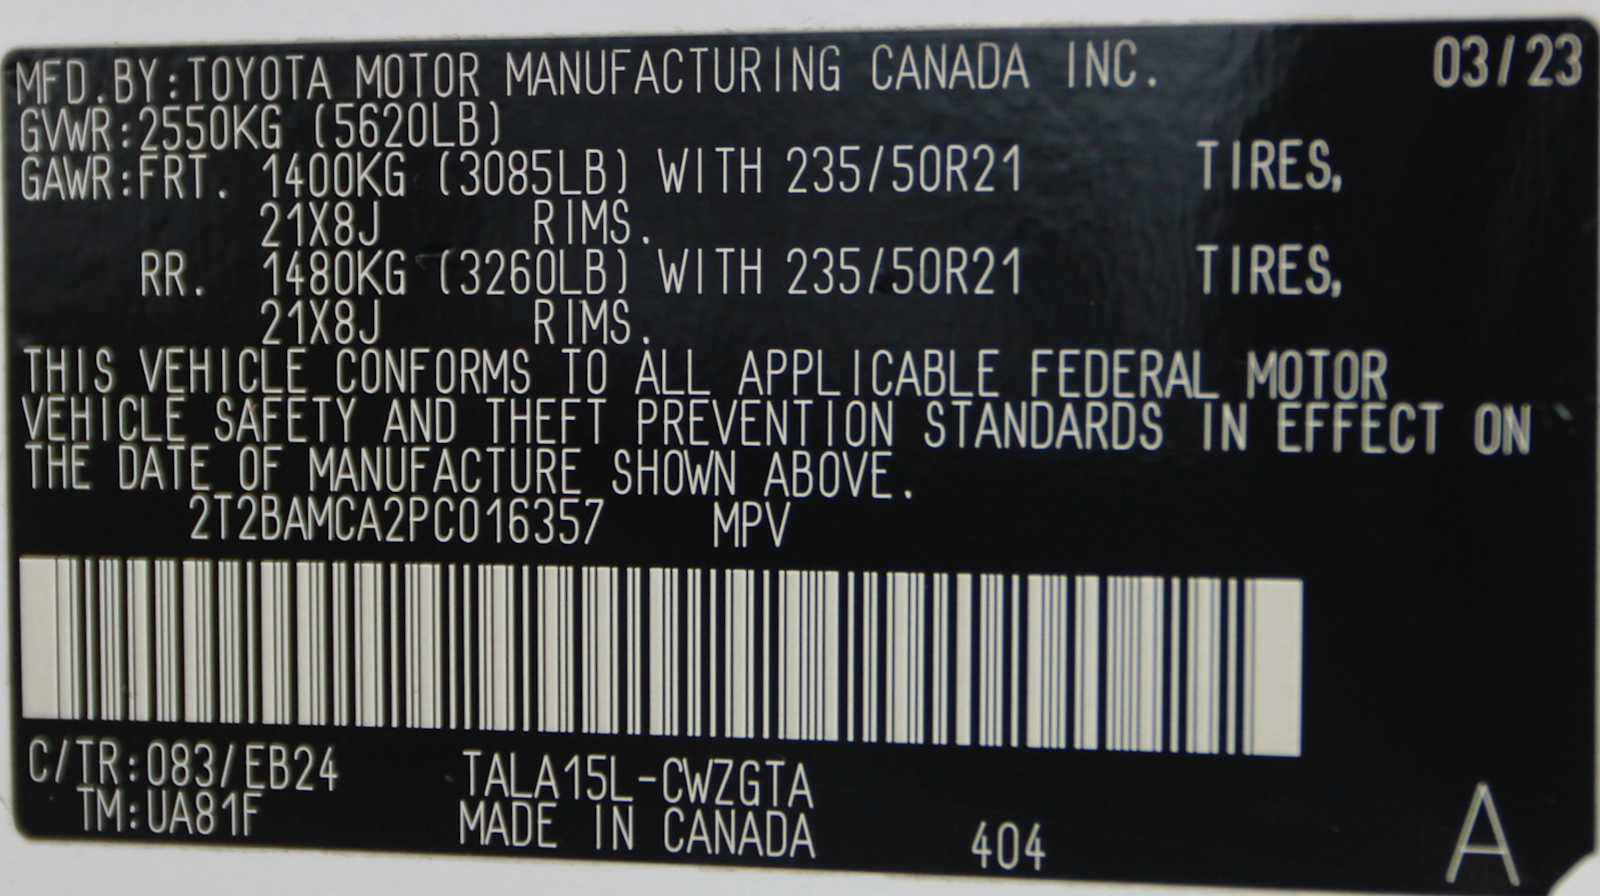 MFD.BY:TOYOTA MOTOR MANUFACTURING CANADA INC. 03/23
GVWR:2550KG (5620LB)
GAWR:FRT. 1400KG (3085LB) WITH 235/50R21 TIRES,
21X8J RIMS.
RR. 1480KG (3260LB) WITH 235/50R21 TIRES,
21X8J RIMS.
THIS VEHICLE CONFORMS TO ALL APPLICABLE FEDERAL MOTOR
VEHICLE SAFETY AND THEFT PREVENTION STANDARDS IN EFFECT ON
THE DATE OF MANUFACTURE SHOWN ABOVE.
2T2BAMCA2PC016357 MPV
C/TR:083/EB24 TALA15L-CWZGTA
TM:UA81F MADE IN CANADA 404 A